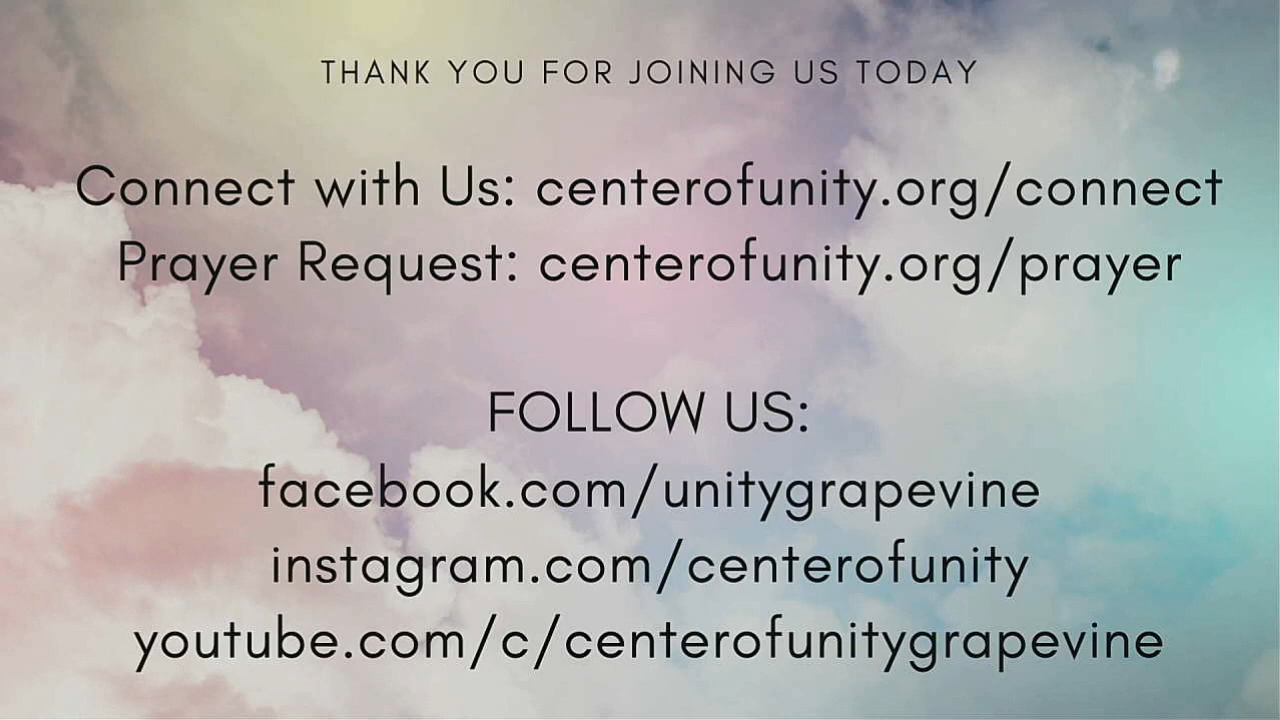 THANK YOU FOR JOINING US TODAY
Connect with Us: centerofunity.org/connect
Prayer Request: centerofunity.org/prayer
FOLLOW US:
facebook.com/unitygrapevine
instagram.com/centerofunity
youtube.com/c/centerofunitygrapevine